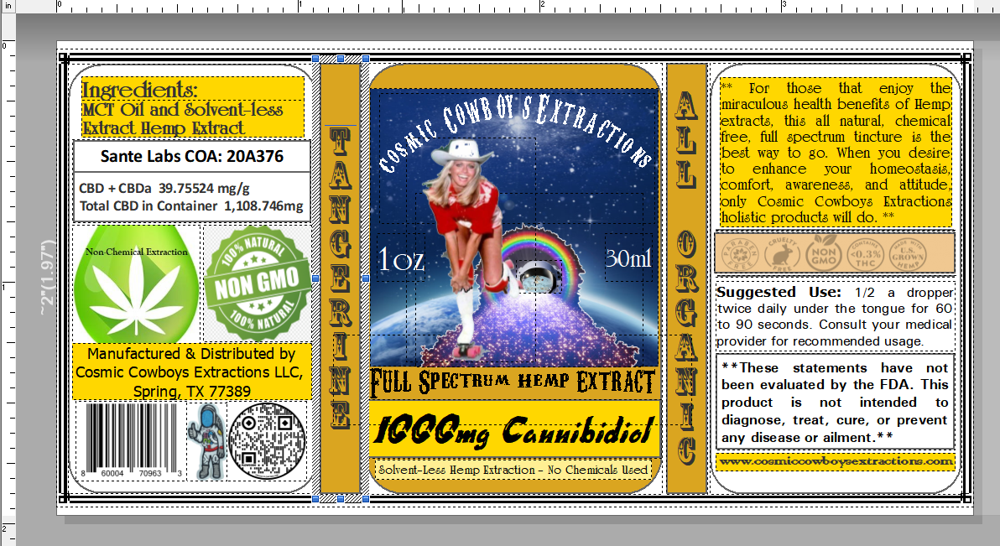 in
0 1 2 3
0
1
2
~2"(1.97")
Ingredients:
MCT Oil and Solvent-less
Extract Hemp Extract
Sante Labs COA: 20A376
CBD + CBDa 39.75524 mg/g
Total CBD in Container 1,108.746mg
Non-Chemical Extraction
100% NATURAL
NON GMO
100% NATURAL
Manufactured & Distributed by
Cosmic Cowboys Extractions LLC,
Spring, TX 77389
8 60004 70963 3
TANGERINE
COSMIC COWBOY'S EXTRACTIONS
1oz
30ml
FULL SPECTRUM HEMP EXTRACT
1000mg Cannibidiol
Solvent-Less Hemp Extraction - No Chemicals Used
ALL ORGANIC
** For those that enjoy the
miraculous health benefits of Hemp
extracts, this all natural, chemical
free, full spectrum tincture is the
best way to go. When you desire
to enhance your homeostasis,
comfort, awareness, and attitude,
only Cosmic Cowboys Extractions
holistic products will do. **
PARABEN FREE
CRUELTY FREE
NON GMO
CONTAINS <0.3% THC
MADE WITH U.S. GROWN HEMP
Suggested Use: 1/2 a dropper
twice daily under the tongue for 60
to 90 seconds. Consult your medical
provider for recommended usage.
**These statements have not
been evaluated by the FDA. This
product is not intended to
diagnose, treat, cure, or prevent
any disease or ailment.**
www.cosmiccowboysextractions.com